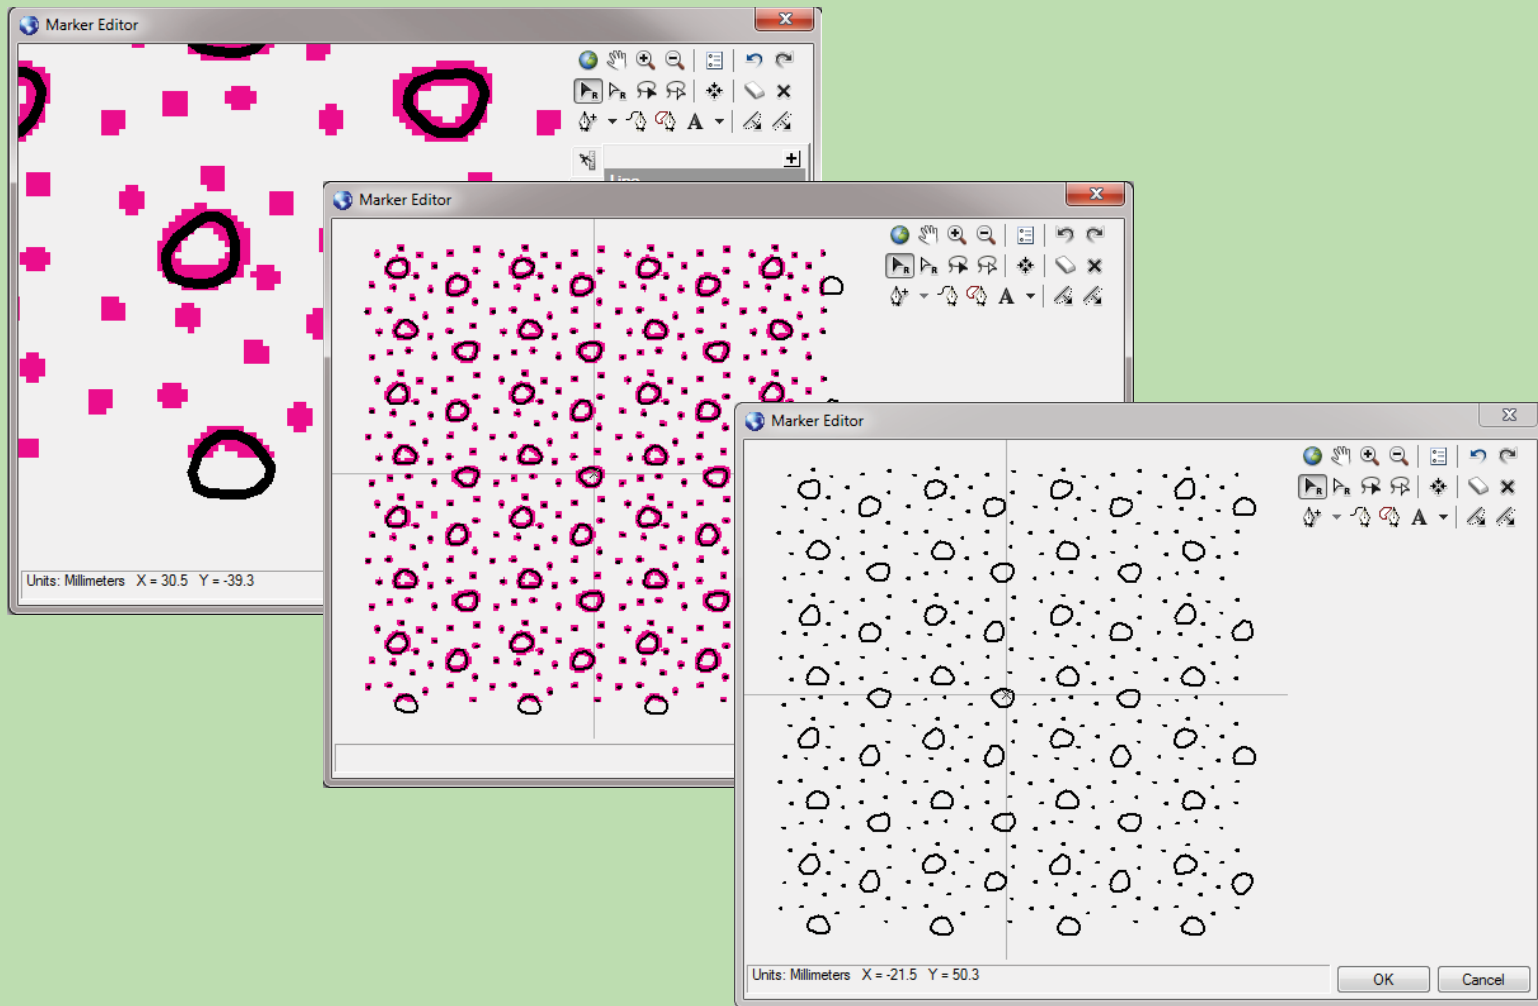 Marker Editor
A
Line
Units: Millimeters X = 30.5 Y = -39.3
Marker Editor
A
Marker Editor
A
Units: Millimeters X = -21.5 Y = 50.3
OK
Cancel